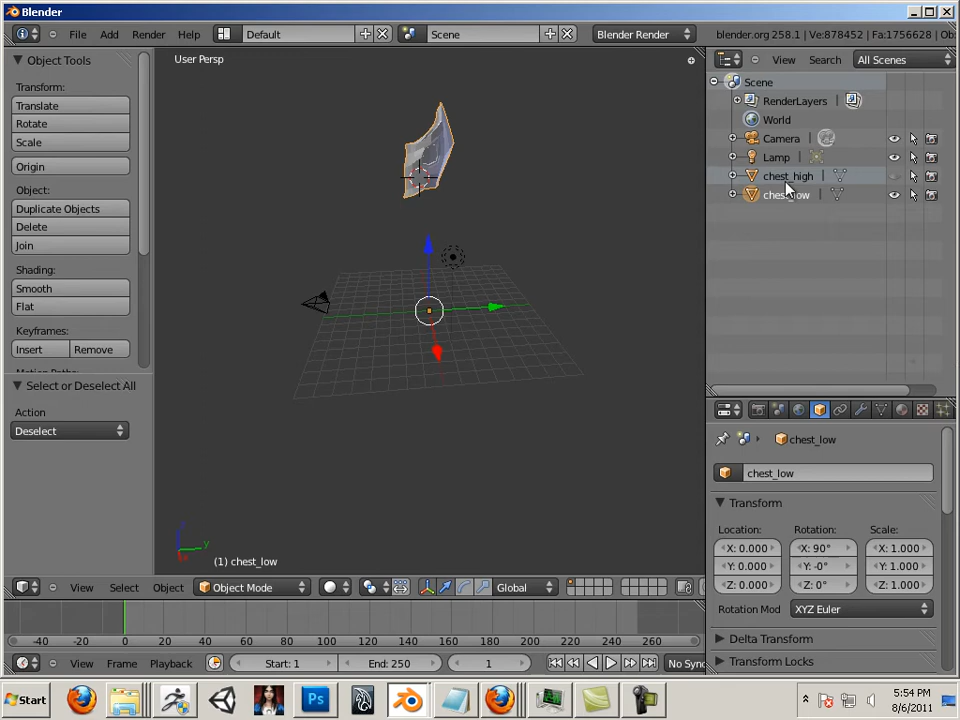 Blender
File Add Render Help Default Scene Blender Render blender.org 258.1 | Ve:878452 | Fa:1756628 | Ob:
Object Tools
Transform:
Translate
Rotate
Scale
Origin
Object:
Duplicate Objects
Delete
Join
Shading:
Smooth
Flat
Keyframes:
Insert Remove
Select or Deselect All
Action
Deselect
User Persp
z
y
(1) chest_low
View Select Object Object Mode Global
-40 -20 0 20 40 60 80 100 120 140 160 180 200 220 240 260
View Frame Playback Start: 1 End: 250 1 No Sync
View Search All Scenes
Scene
RenderLayers
World
Camera
Lamp
chest_high
chest_low
chest_low
chest_low
Transform
Location: Rotation: Scale:
X: 0.000 X: 90° X: 1.000
Y: 0.000 Y: -0° Y: 1.000
Z: 0.000 Z: 0° Z: 1.000
Rotation Mod XYZ Euler
Delta Transform
Transform Locks
Start Ps 5:54 PM
8/6/2011